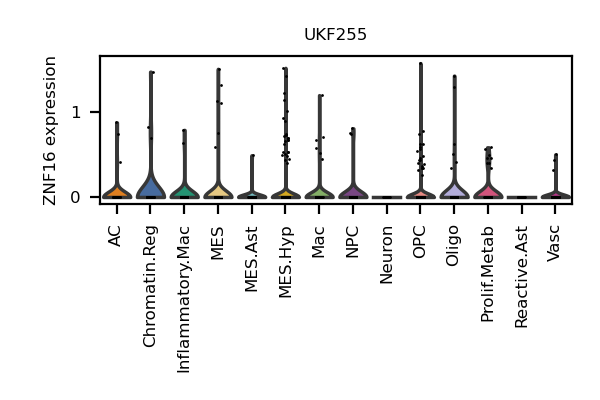 UKF255
ZNF16 expression
1
0
AC
Chromatin.Reg
Inflammatory.Mac
MES
MES.Ast
MES.Hyp
Mac
NPC
Neuron
OPC
Oligo
Prolif.Metab
Reactive.Ast
Vasc